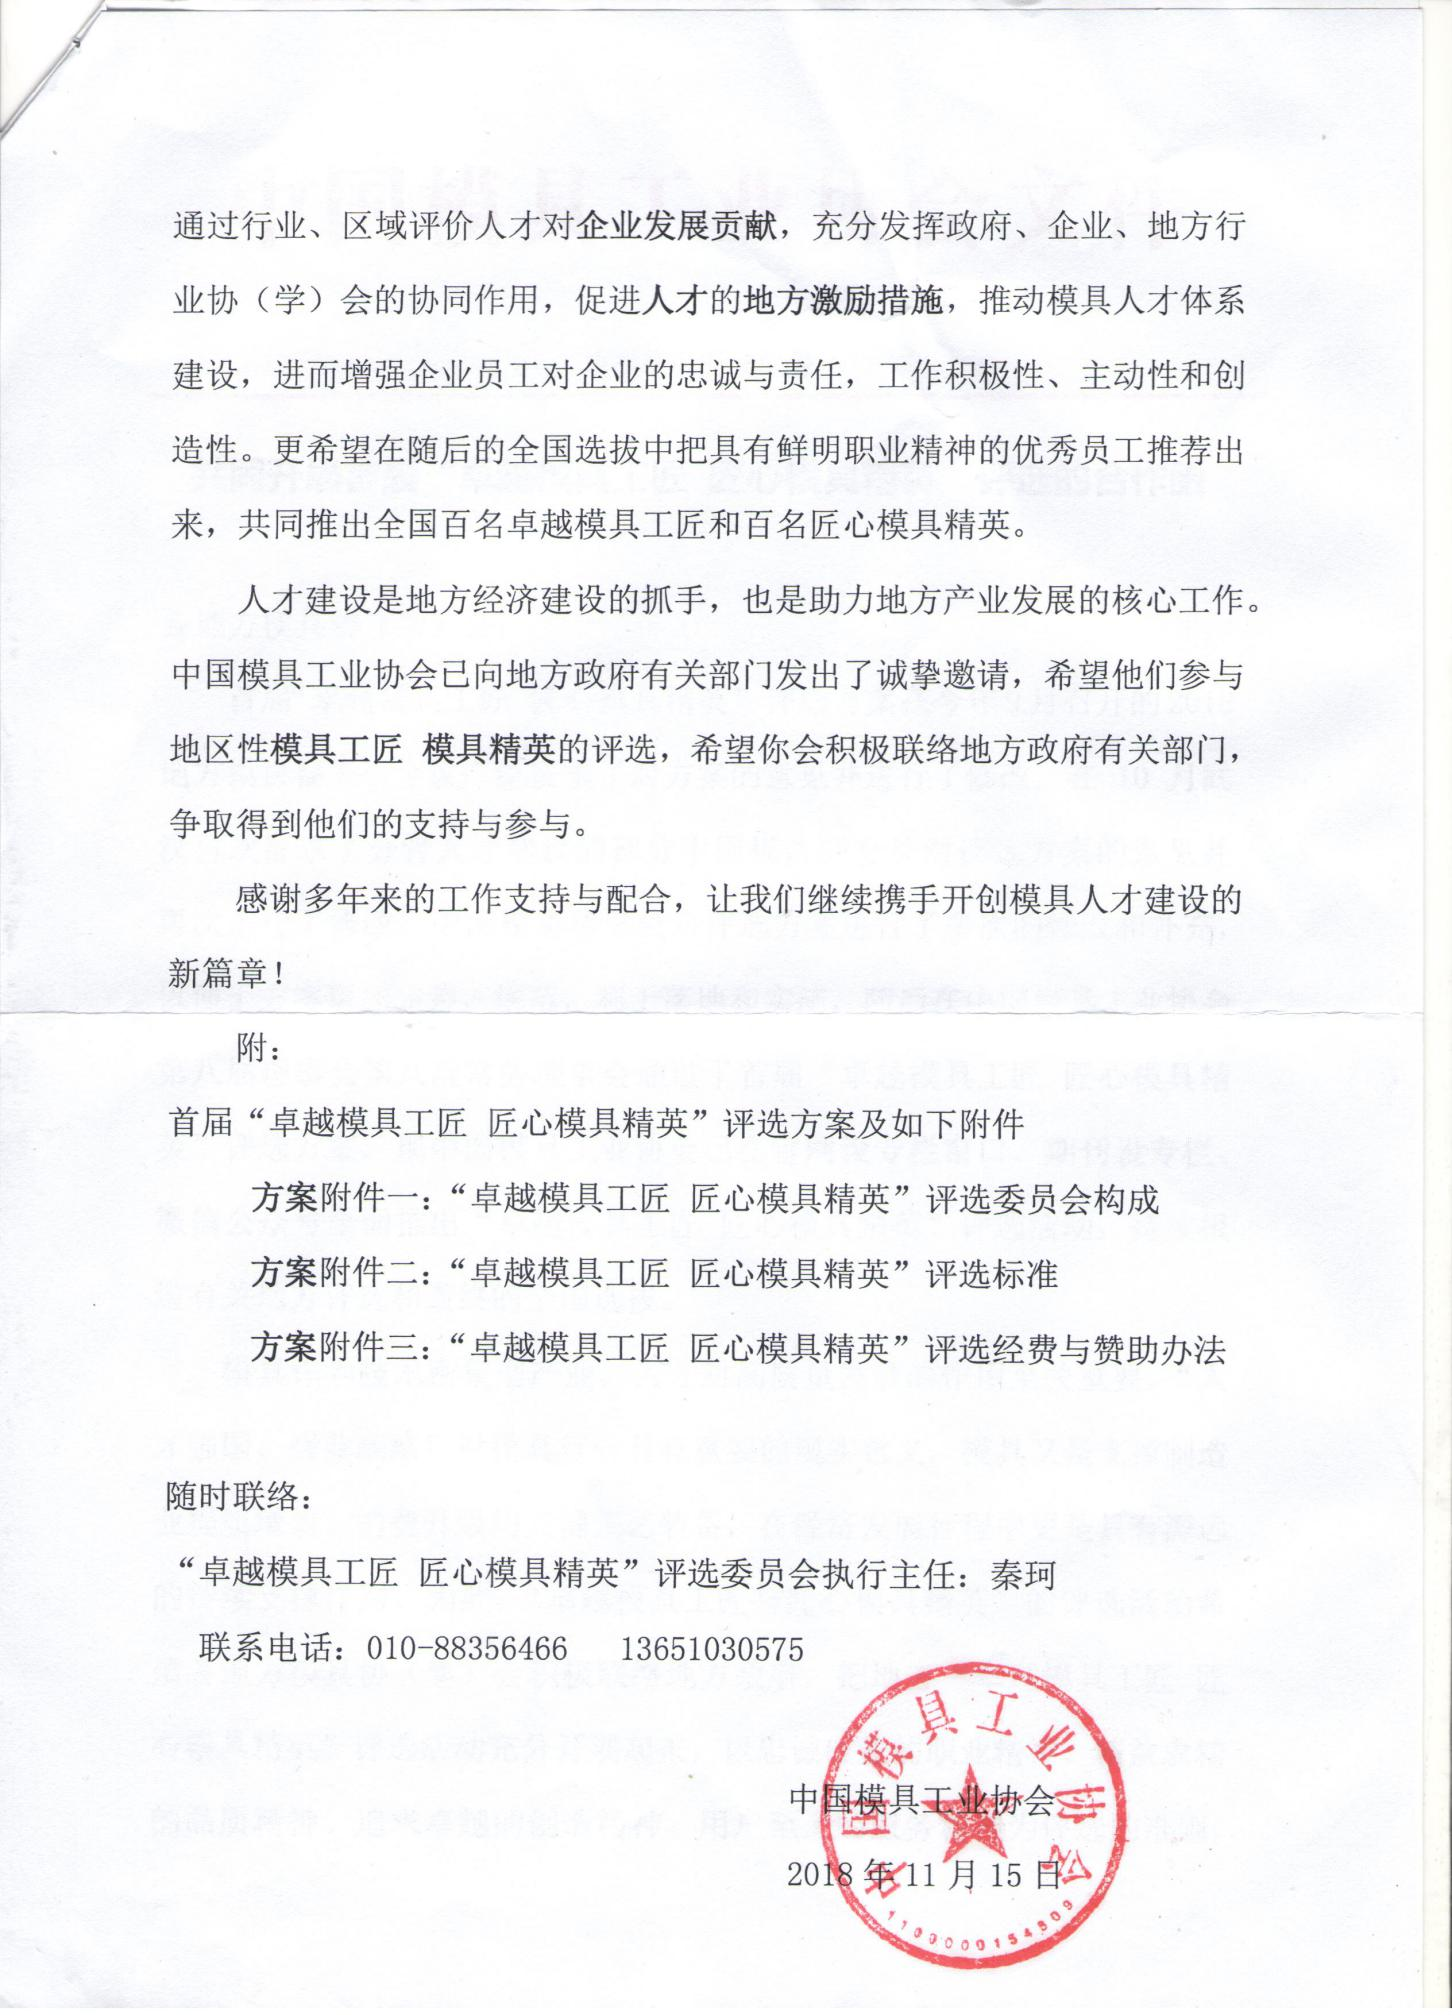 通过行业、区域评价人才对企业发展贡献，充分发挥政府、企业、地方行
业协（学）会的协同作用，促进人才的地方激励措施，推动模具人才体系
建设，进而增强企业员工对企业的忠诚与责任，工作积极性、主动性和创
造性。更希望在随后的全国选拔中把具有鲜明职业精神的优秀员工推荐出
来，共同推出全国百名卓越模具工匠和百名匠心模具精英。
人才建设是地方经济建设的抓手，也是助力地方产业发展的核心工作。
中国模具工业协会已向地方政府有关部门发出了诚挚邀请，希望他们参与
地区性模具工匠 模具精英的评选，希望你会积极联络地方政府有关部门，
争取得到他们的支持与参与。
感谢多年来的工作支持与配合，让我们继续携手开创模具人才建设的
新篇章！
附：
首届“卓越模具工匠 匠心模具精英”评选方案及如下附件
方案附件一：“卓越模具工匠 匠心模具精英”评选委员会构成
方案附件二：“卓越模具工匠 匠心模具精英”评选标准
方案附件三：“卓越模具工匠 匠心模具精英”评选经费与赞助办法
随时联络：
“卓越模具工匠 匠心模具精英”评选委员会执行主任：秦珂
联系电话：010-88356466 13651030575
中国模具工业协会
2018 年 11 月 15 日
中国模具工业协会